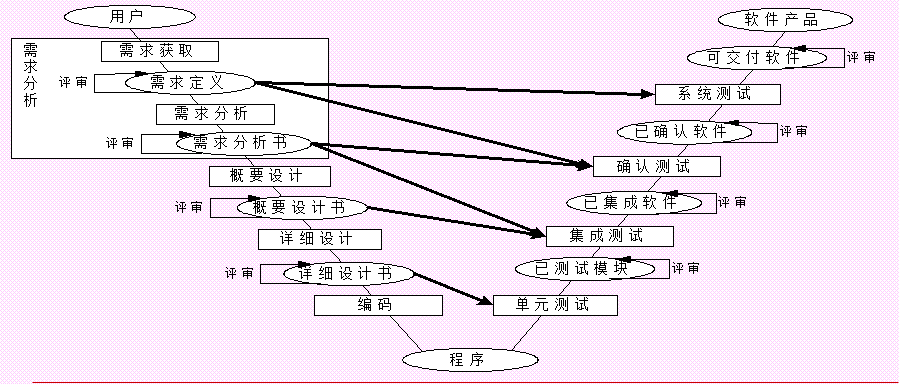 用户
软件产品
需求分析
需求获取
可交付软件
评审
评审
需求定义
系统测试
需求分析
已确认软件
评审
评审
需求分析书
确认测试
概要设计
已集成软件
评审
评审
概要设计书
详细设计
集成测试
评审
详细设计书
已测试模块
评审
编码
单元测试
程序